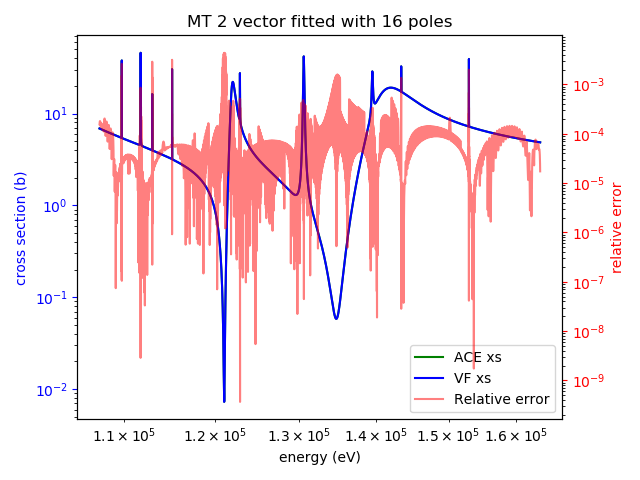 MT 2 vector fitted with 16 poles
10¹
10⁰
10⁻¹
10⁻²
cross section (b)
10⁻³
10⁻⁴
10⁻⁵
10⁻⁶
10⁻⁷
10⁻⁸
10⁻⁹
relative error
ACE xs
VF xs
Relative error
1.1 × 10⁵ 1.2 × 10⁵ 1.3 × 10⁵ 1.4 × 10⁵ 1.5 × 10⁵ 1.6 × 10⁵
energy (eV)